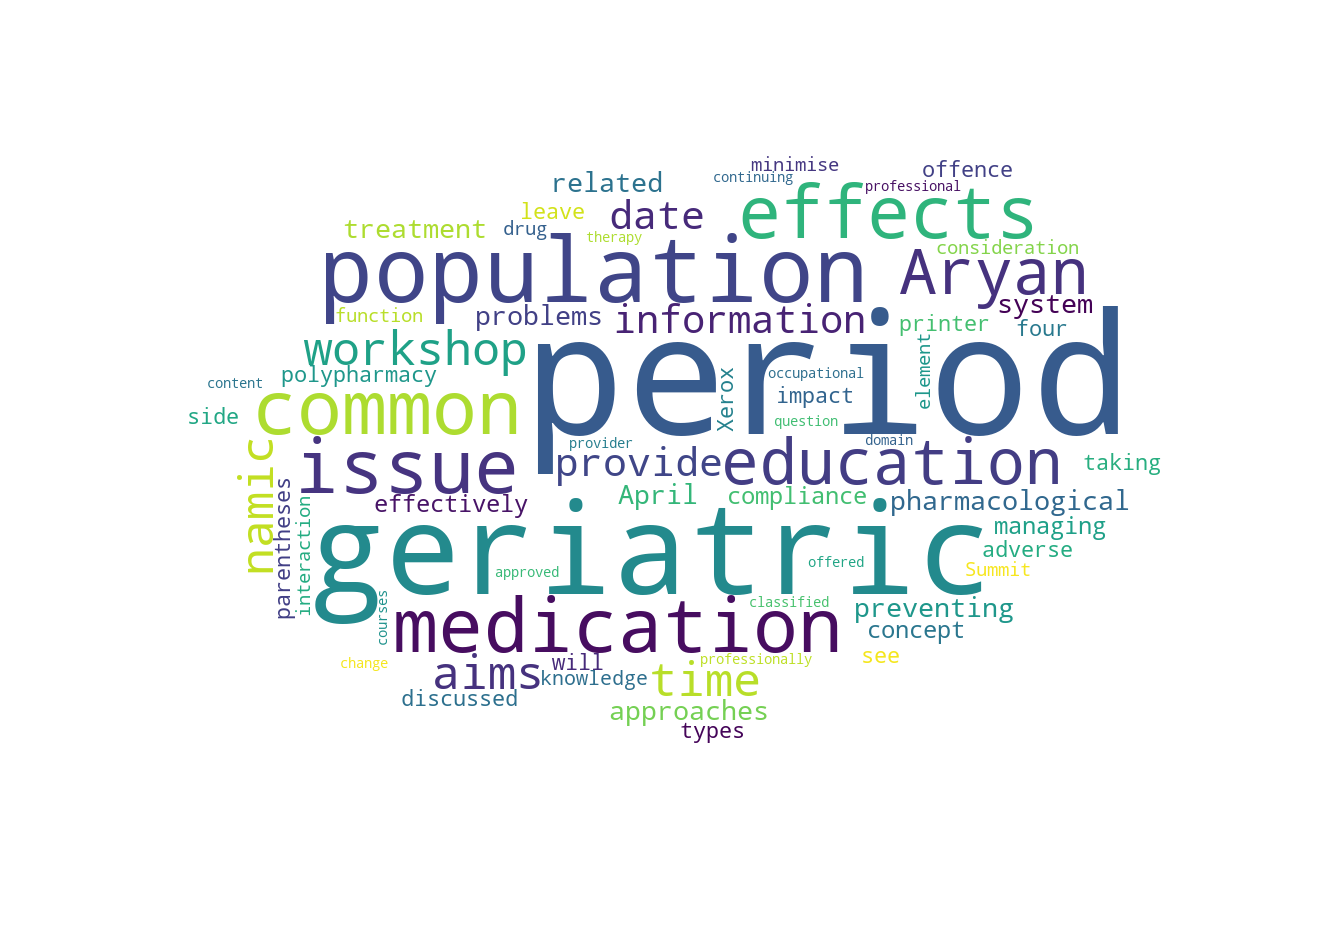 minimise
offence
continuing
professional
related
effects
leave
date
treatment
drug
therapy
consideration
population
Aryan
system
function
problems
information
printer
four
period
workshop
element
content
polypharmacy
Xerox
occupational
impact
side
common
question
provider
domain
namic
issue
provide
education
taking
parentheses
interaction
effectively
April
compliance
pharmacological
managing
geriatric
adverse
approved
offered
Summit
courses
medication
classified
preventing
concept
change
aims
will
knowledge
professionally
time
see
discussed
approaches
types